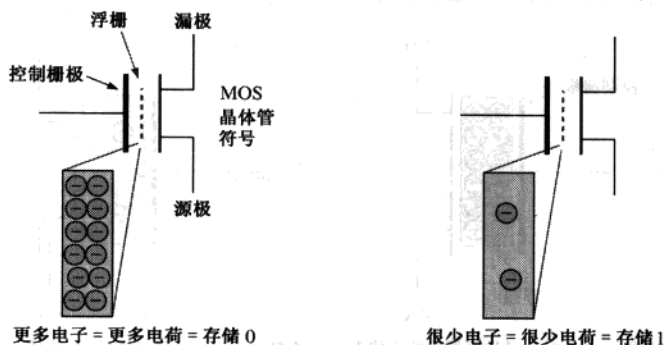 浮栅
漏极
控制栅极
MOS
晶体管
符号
源极
更多电子=更多电荷=存储0
很少电子=很少电荷=存储1